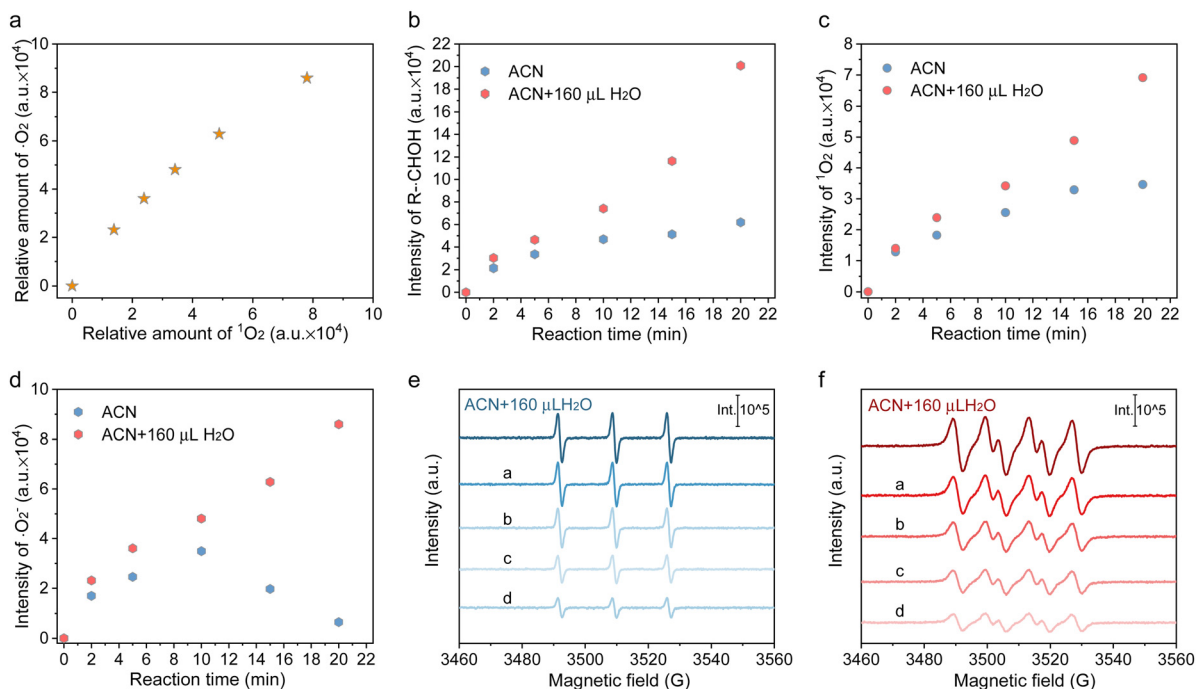 a
Relative amount of ·O₂ (a.u.×10⁴)
10
8
6
4
2
0
0 2 4 6 8 10
Relative amount of ¹O₂ (a.u.×10⁴)
b
Intensity of R-·CHOH (a.u.×10⁴)
22
20
18
16
14
12
10
8
6
4
2
0
ACN
ACN+160 μL H₂O
0 2 4 6 8 10 12 14 16 18 20 22
Reaction time (min)
c
Intensity of ¹O₂ (a.u.×10⁴)
8
7
6
5
4
3
2
1
0
ACN
ACN+160 μL H₂O
0 2 4 6 8 10 12 14 16 18 20 22
Reaction time (min)
d
Intensity of ·O₂⁻ (a.u.×10⁴)
10
8
6
4
2
0
ACN
ACN+160 μL H₂O
0 2 4 6 8 10 12 14 16 18 20 22
Reaction time (min)
e
Intensity (a.u.)
ACN+160 μLH₂O
Int. 10^5
a
b
c
d
3460 3480 3500 3520 3540 3560
Magnetic field (G)
f
Intensity (a.u.)
ACN+160 μLH₂O
Int. 10^5
a
b
c
d
3460 3480 3500 3520 3540 3560
Magnetic field (G)